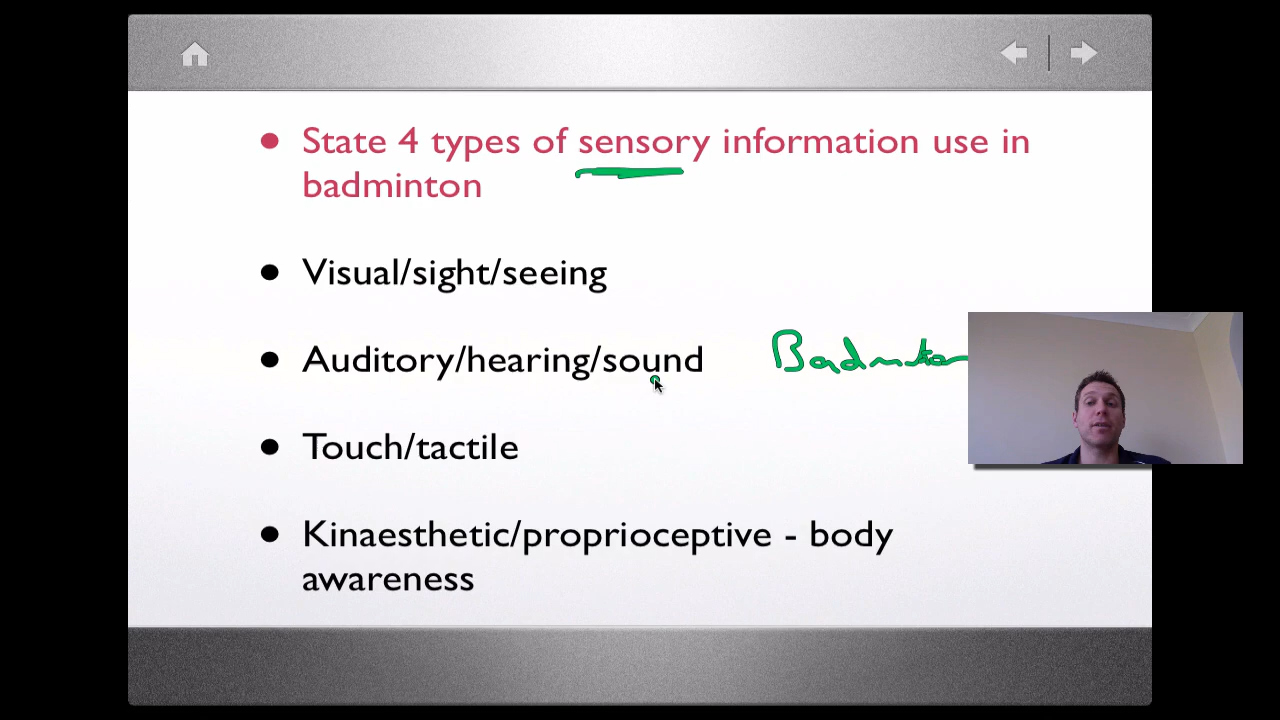 State 4 types of sensory information use in
badminton
Visual/sight/seeing
Auditory/hearing/sound
Badminton
Touch/tactile
Kinaesthetic/proprioceptive - body
awareness